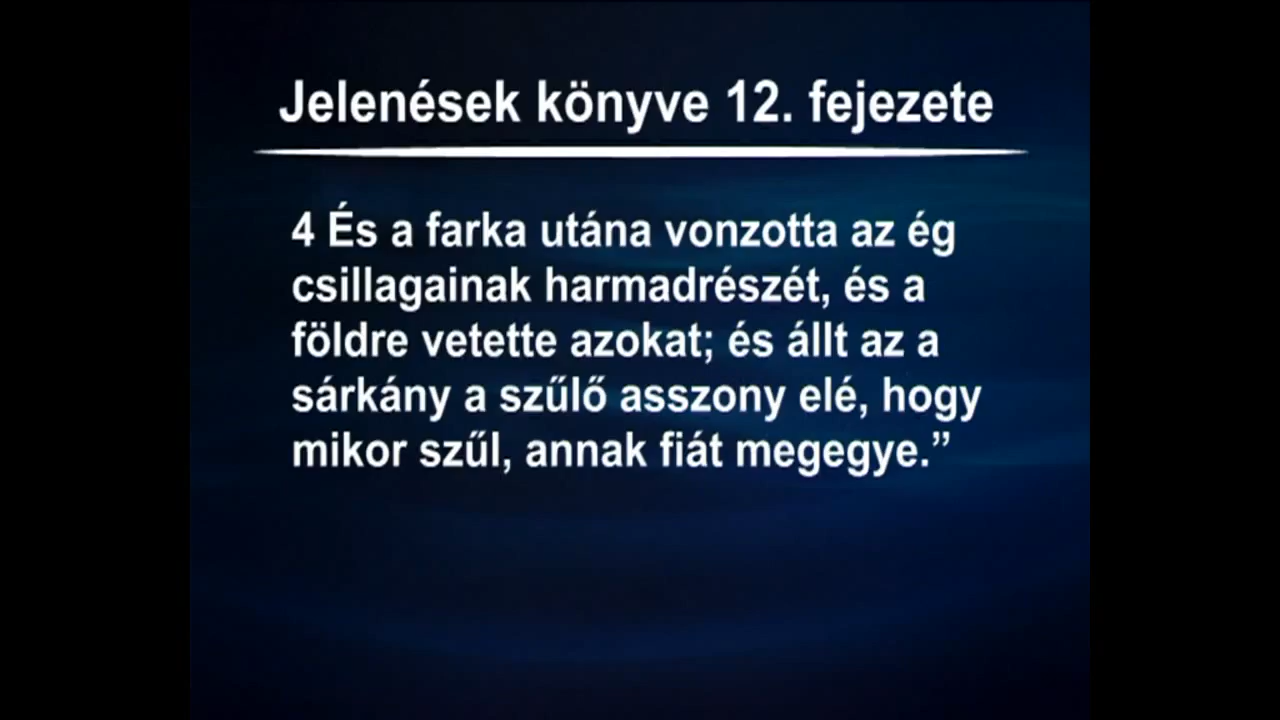 Jelenések könyve 12. fejezete
4 És a farka utána vonzotta az ég
csillagainak harmadrészét, és a
földre vetette azokat; és állt az a
sárkány a szűlő asszony elé, hogy
mikor szűl, annak fiát megegye.”